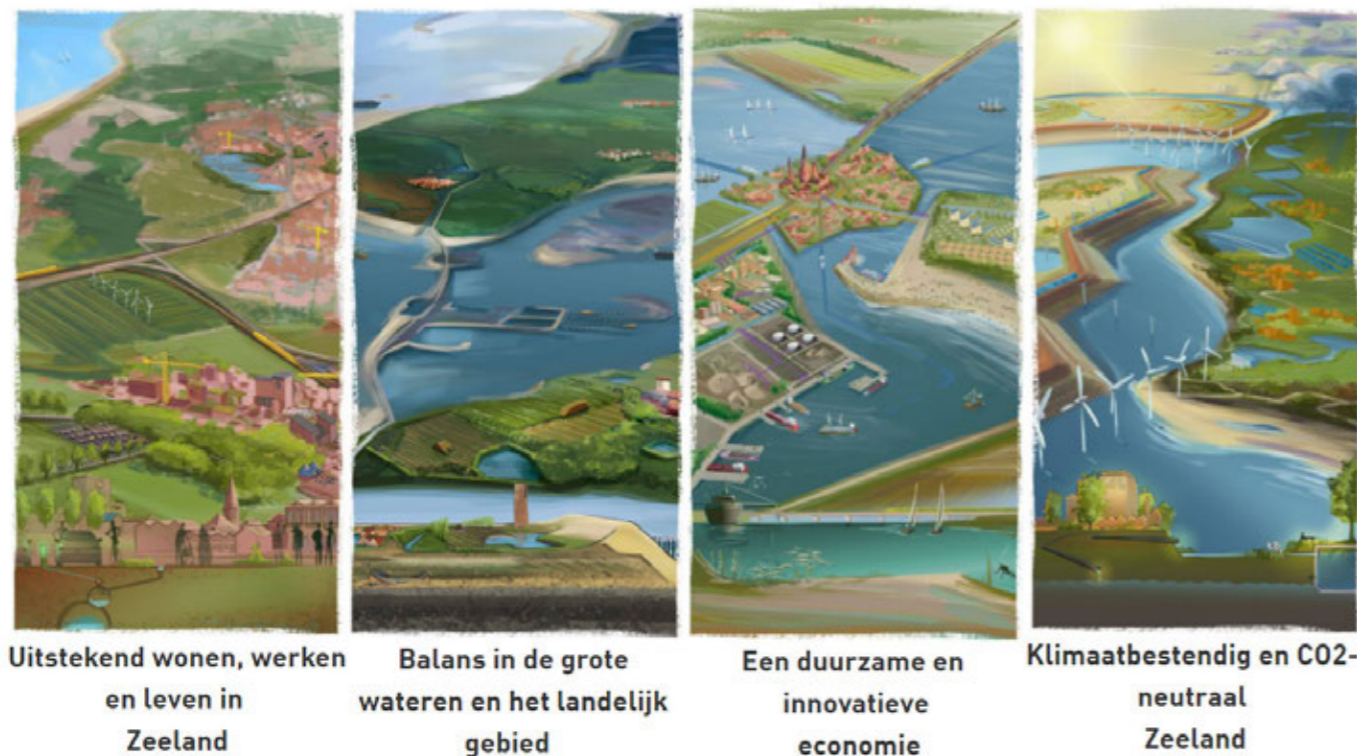 Uitstekend wonen, werken
en leven in
Zeeland
Balans in de grote
wateren en het landelijk
gebied
Een duurzame en
innovatieve
economie
Klimaatbestendig en CO2-
neutraal
Zeeland